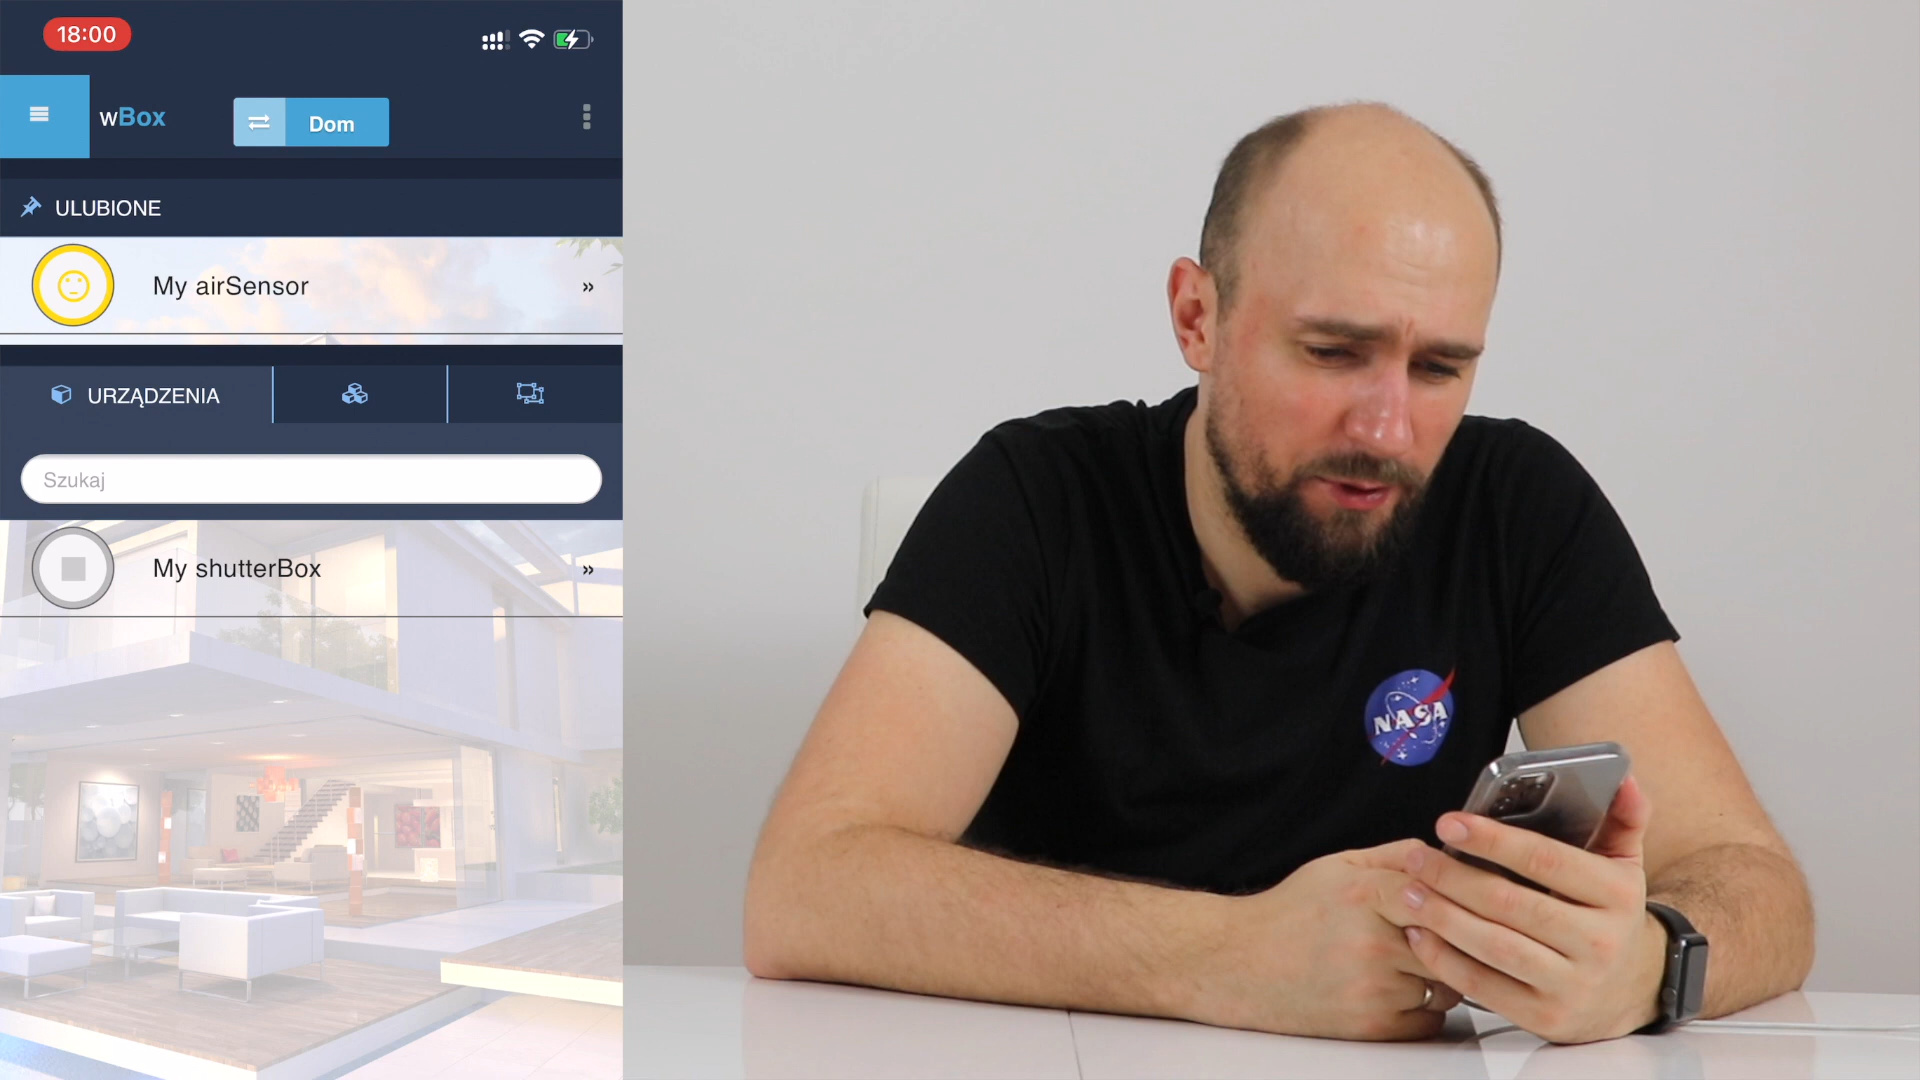 18:00
wBox
Dom
ULUBIONE
My airSensor
»
URZĄDZENIA
Szukaj
My shutterBox
»
NASA